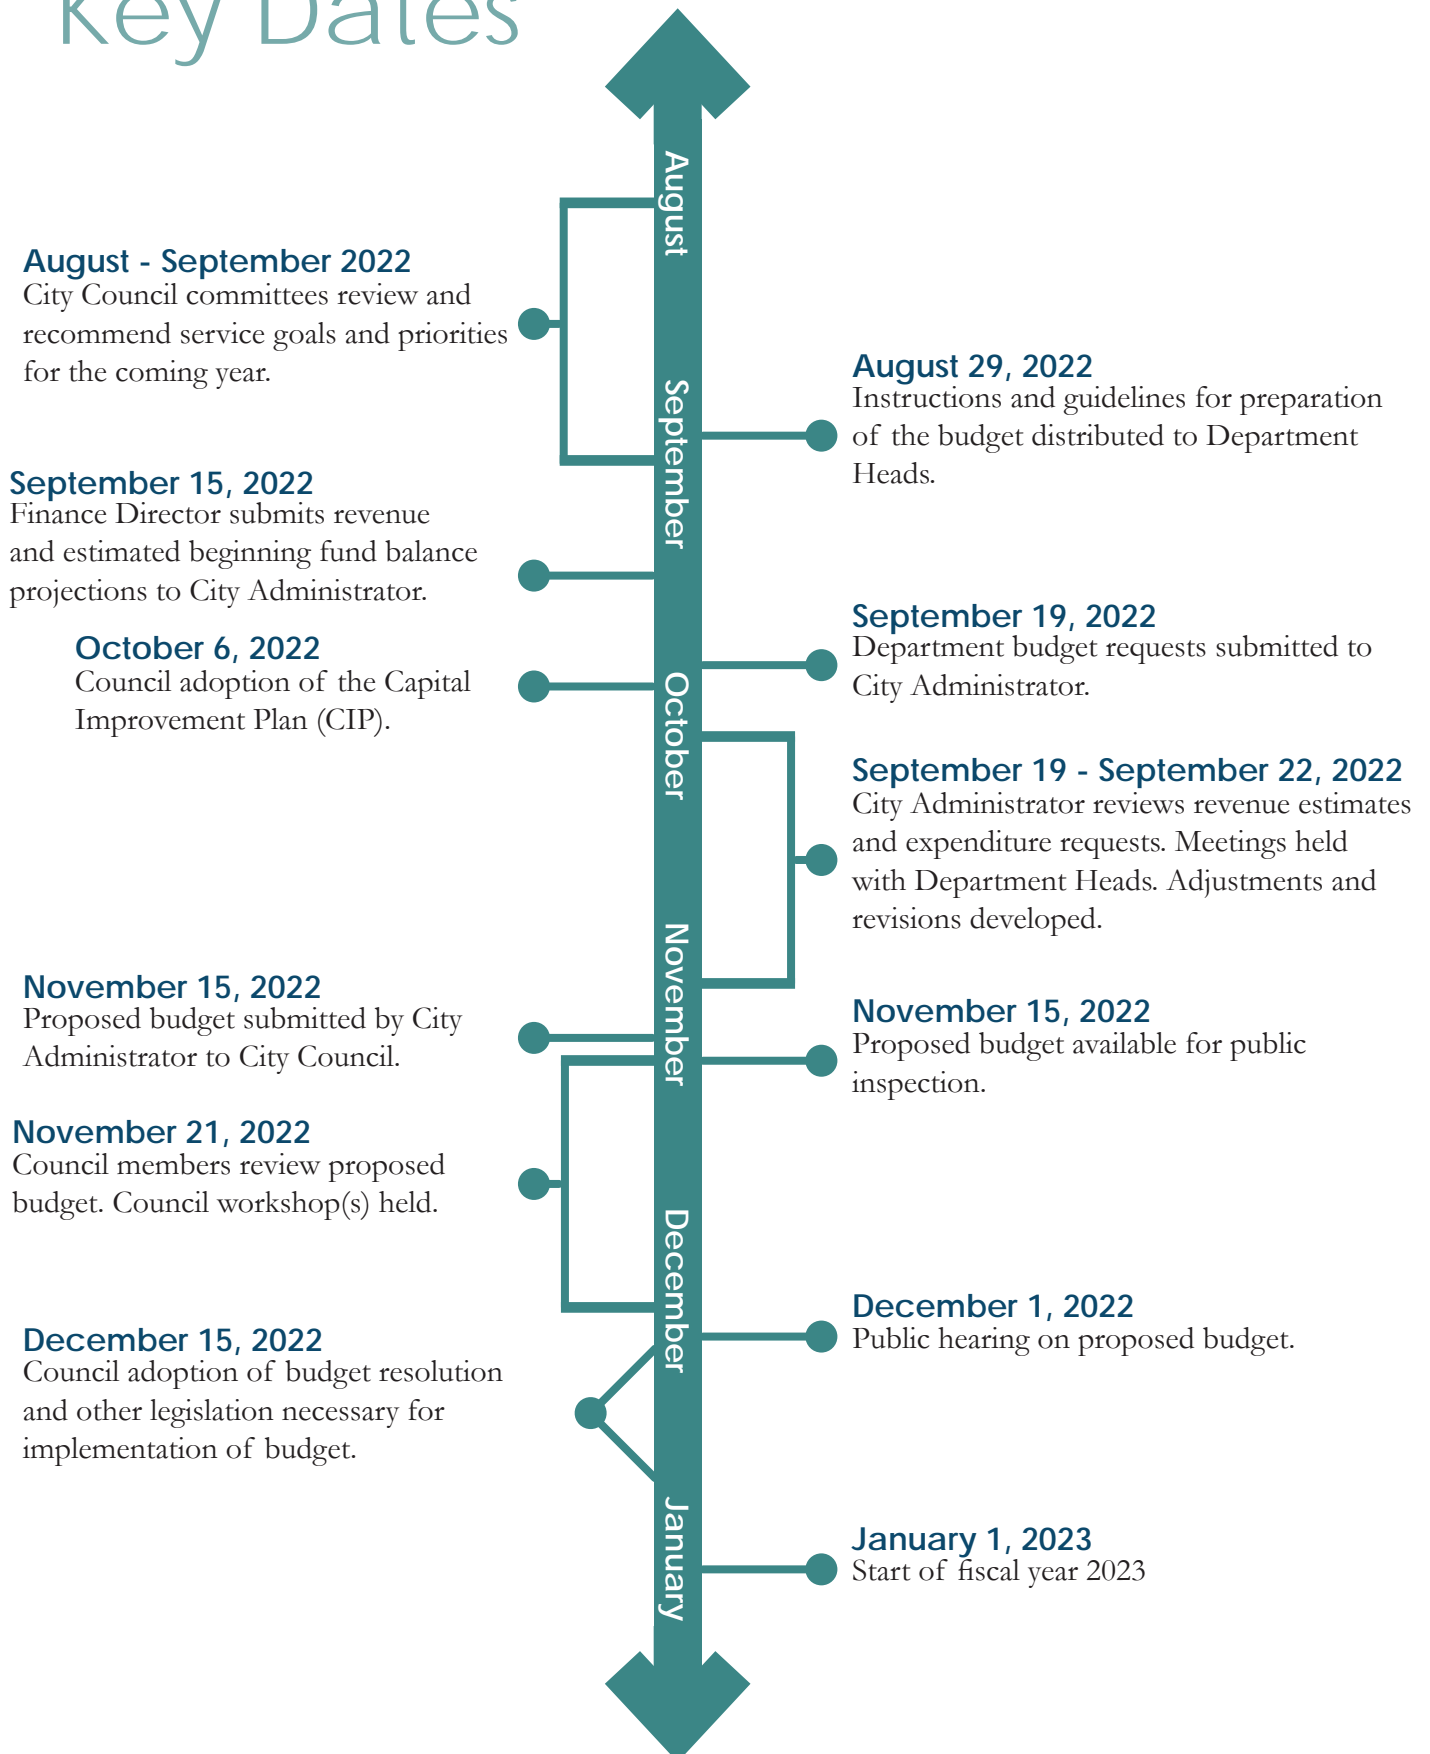 Key Dates
August
September
October
November
December
January
August - September 2022
City Council committees review and
recommend service goals and priorities
for the coming year.
August 29, 2022
Instructions and guidelines for preparation
of the budget distributed to Department
Heads.
September 15, 2022
Finance Director submits revenue
and estimated beginning fund balance
projections to City Administrator.
September 19, 2022
Department budget requests submitted to
City Administrator.
October 6, 2022
Council adoption of the Capital
Improvement Plan (CIP).
September 19 - September 22, 2022
City Administrator reviews revenue estimates
and expenditure requests. Meetings held
with Department Heads. Adjustments and
revisions developed.
November 15, 2022
Proposed budget submitted by City
Administrator to City Council.
November 15, 2022
Proposed budget available for public
inspection.
November 21, 2022
Council members review proposed
budget. Council workshop(s) held.
December 1, 2022
Public hearing on proposed budget.
December 15, 2022
Council adoption of budget resolution
and other legislation necessary for
implementation of budget.
January 1, 2023
Start of fiscal year 2023